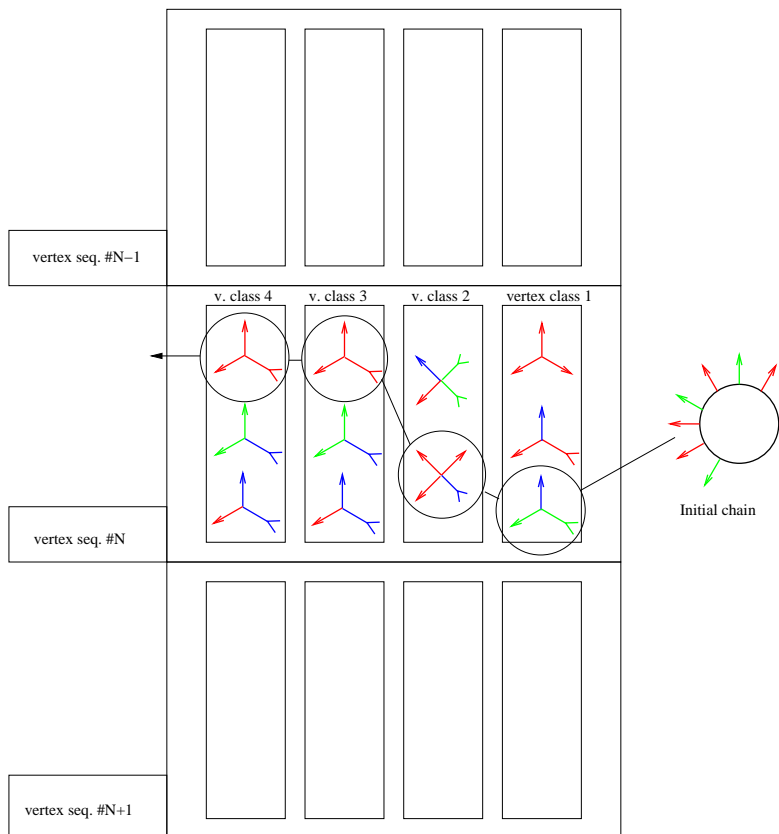 vertex seq. #N−1
v. class 4
v. class 3
v. class 2
vertex class 1
Initial chain
vertex seq. #N
vertex seq. #N+1